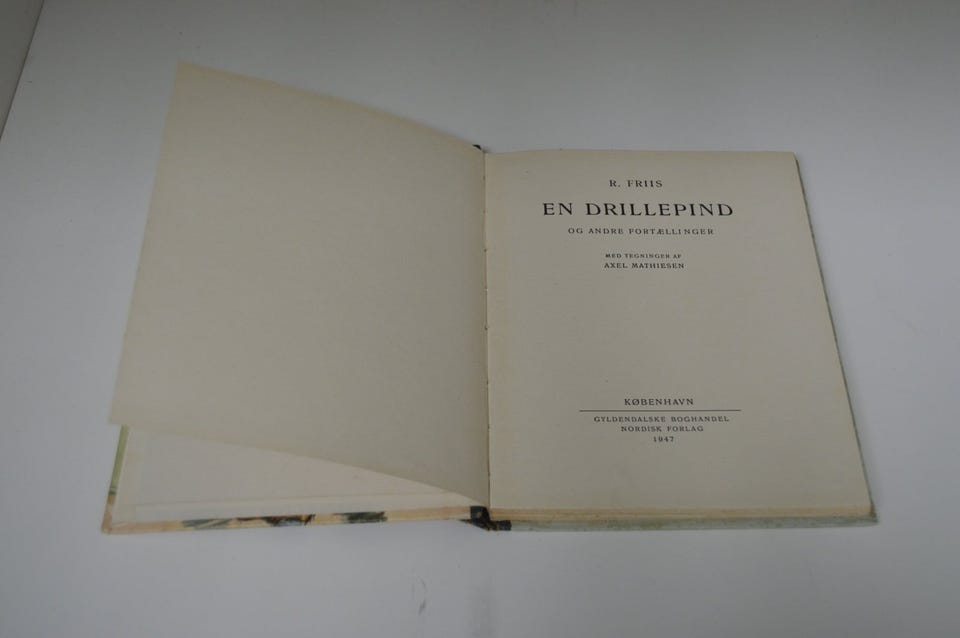 R. FRIIS
EN DRILLEPIND
OG ANDRE FORTÆLLINGER
MED TEGNINGER AF
AXEL MATHIESEN
KØBENHAVN
GYLDENDALSKE BOGHANDEL
NORDISK FORLAG
1947